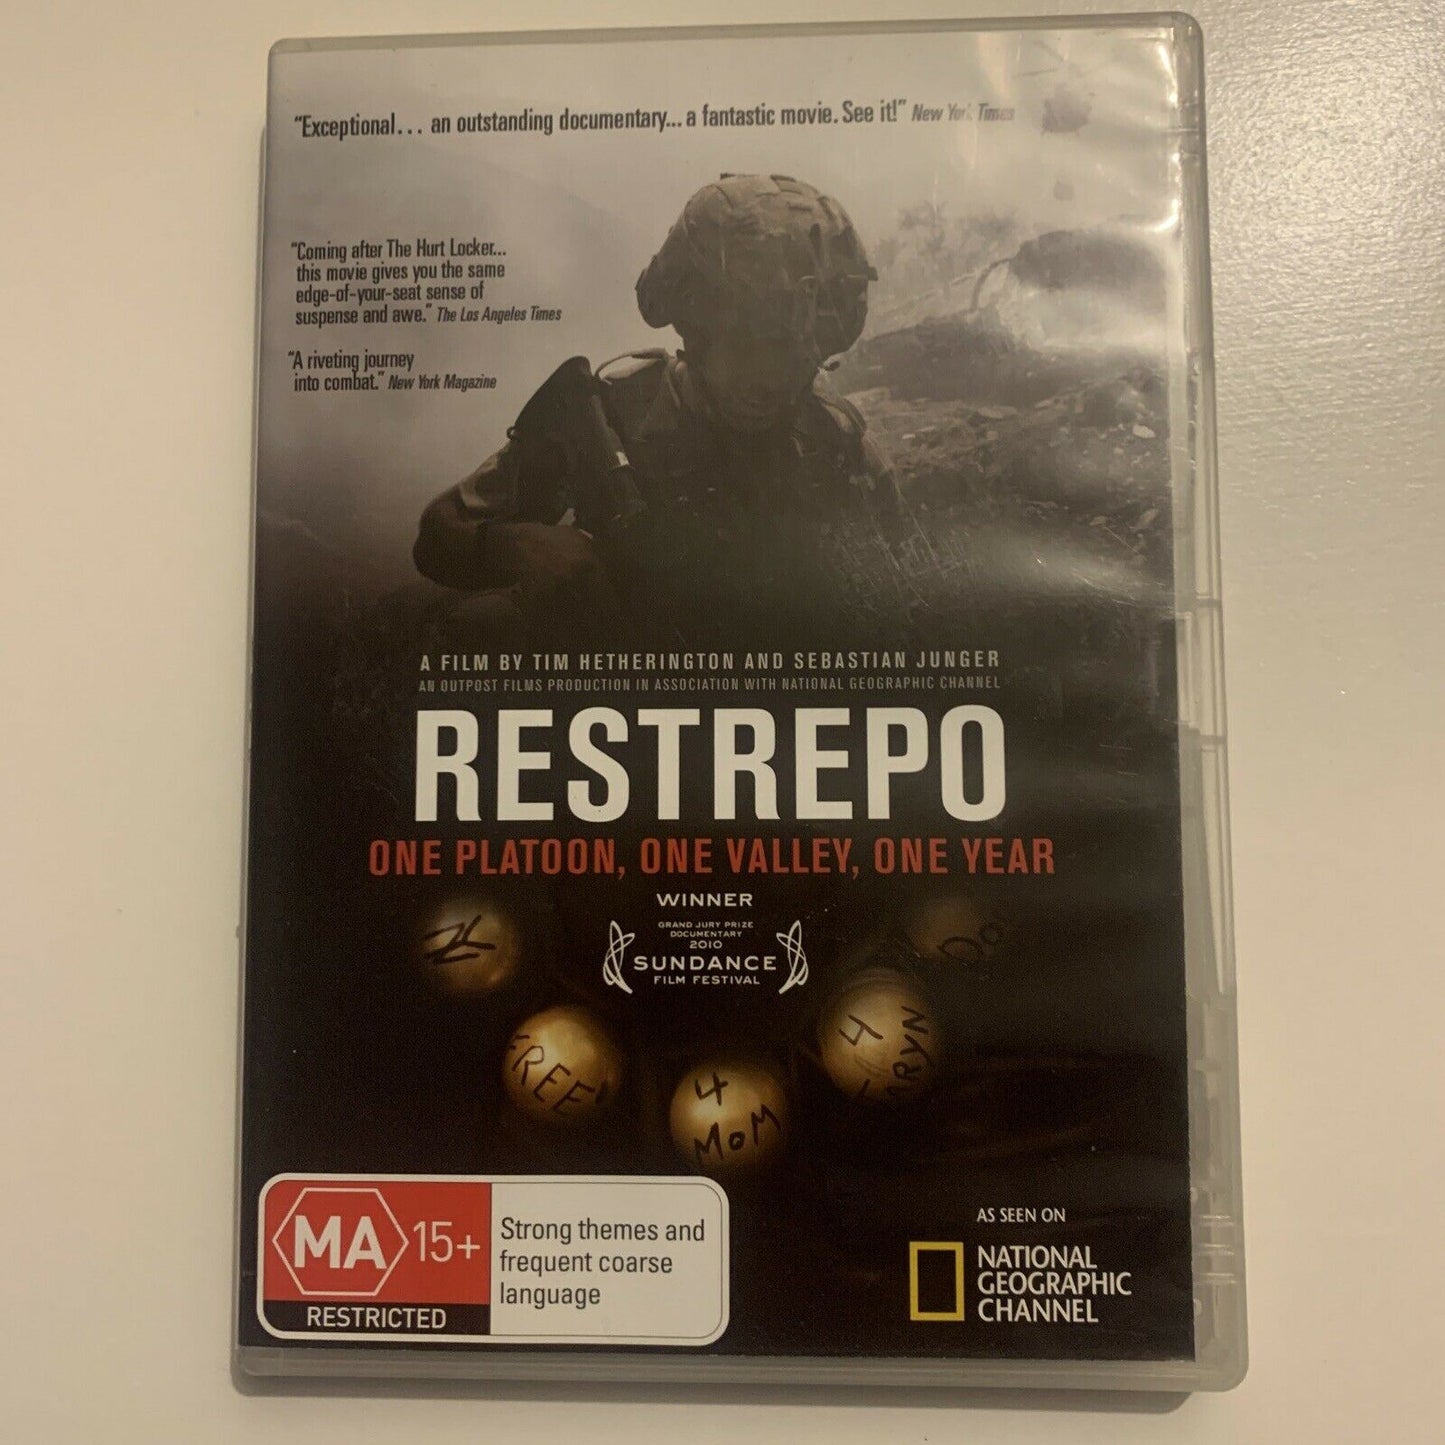 “Exceptional... an outstanding documentary... a fantastic movie. See it!” New York Times
“Coming after The Hurt Locker...
this movie gives you the same
edge-of-your-seat sense of
suspense and awe.” The Los Angeles Times
“A riveting journey
into combat.” New York Magazine
A FILM BY TIM HETHERINGTON AND SEBASTIAN JUNGER
AN OUTPOST FILMS PRODUCTION IN ASSOCIATION WITH NATIONAL GEOGRAPHIC CHANNEL
RESTREPO
ONE PLATOON, ONE VALLEY, ONE YEAR
WINNER
GRAND JURY PRIZE
DOCUMENTARY
2010
SUNDANCE
FILM FESTIVAL
FREE
4
MOM
4
MA 15+
RESTRICTED
Strong themes and
frequent coarse
language
AS SEEN ON
NATIONAL
GEOGRAPHIC
CHANNEL